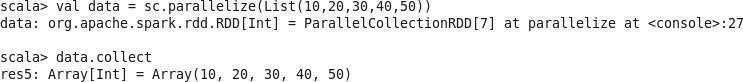 scala> val data = sc.parallelize(List(10,20,30,40,50))
data: org.apache.spark.rdd.RDD[Int] = ParallelCollectionRDD[7] at parallelize at <console>:27
scala> data.collect
res5: Array[Int] = Array(10, 20, 30, 40, 50)